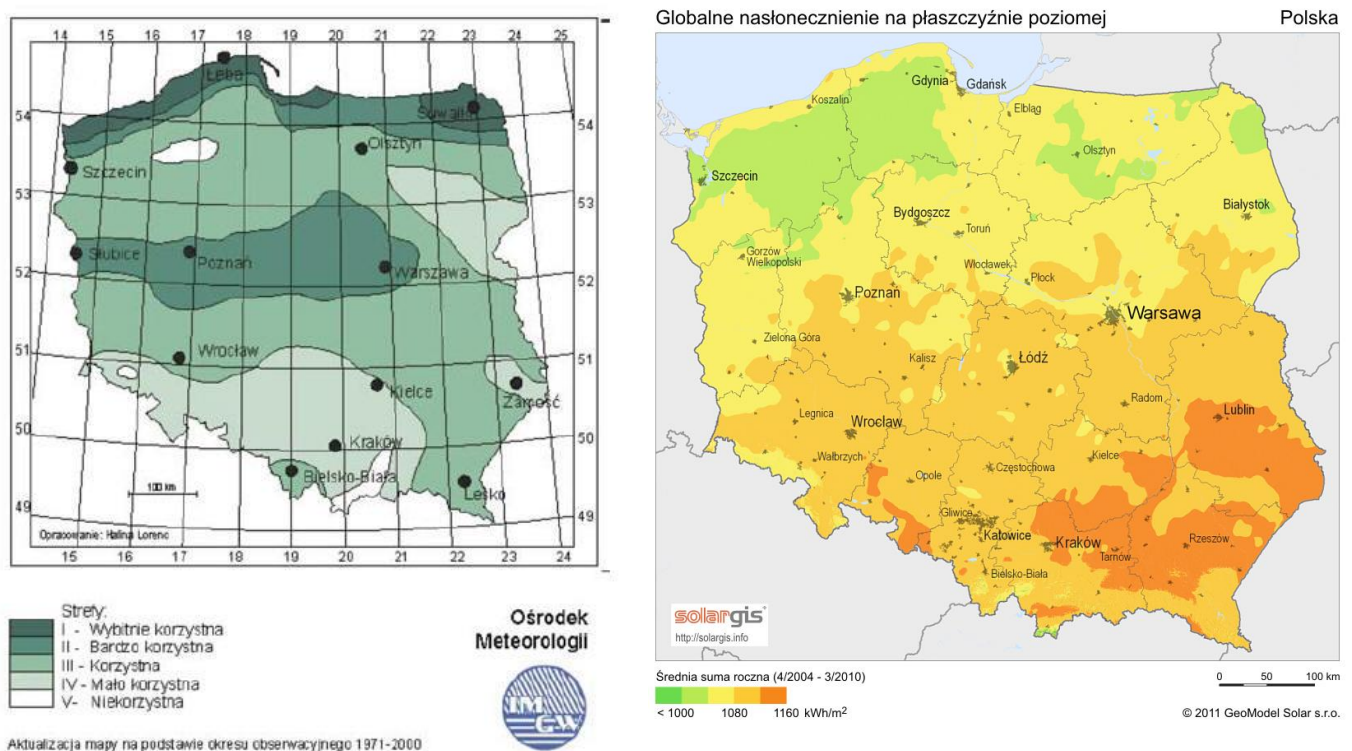 14 15 16 17 18 19 20 21 22 23 24 25
Łeba
54
54
Suwałki
Olsztyn
Szczecin
53
53
Słubice
Poznań
Warszawa
52
52
Wrocław
51
51
Kielce
Zamość
50
50
Kraków
Bielsko-Biała
Lesko
100 km
49
49
Opracowanie: Halina Lorenc
15 16 17 18 19 20 21 22 23 24
Strefy:
I - Wybitnie korzystna
II - Bardzo korzystna
III - Korzystna
IV - Mało korzystna
V- Niekorzystna
Ośrodek
Meteorologii
IM
GW
Aktualizacja mapy na podstawie okresu obserwacyjnego 1971-2000
Globalne nasłonecznienie na płaszczyźnie poziomej Polska
Gdynia
Gdańsk
Koszalin
Elbląg
Olsztyn
Szczecin
Białystok
Bydgoszcz
Toruń
Gorzów
Wielkopolski
Włocławek
Płock
Poznań
Warsawa
Zielona Góra
Kalisz
Łódź
Radom
Lublin
Legnica
Wrocław
Wałbrzych
Opole
Częstochowa
Kielce
Gliwice
Katowice
Kraków
Tarnów
Rzeszów
Bielsko-Biała
solargis
http://solargis.info
Średnia suma roczna (4/2004 - 3/2010)
< 1000 1080 1160 kWh/m²
0 50 100 km
© 2011 GeoModel Solar s.r.o.